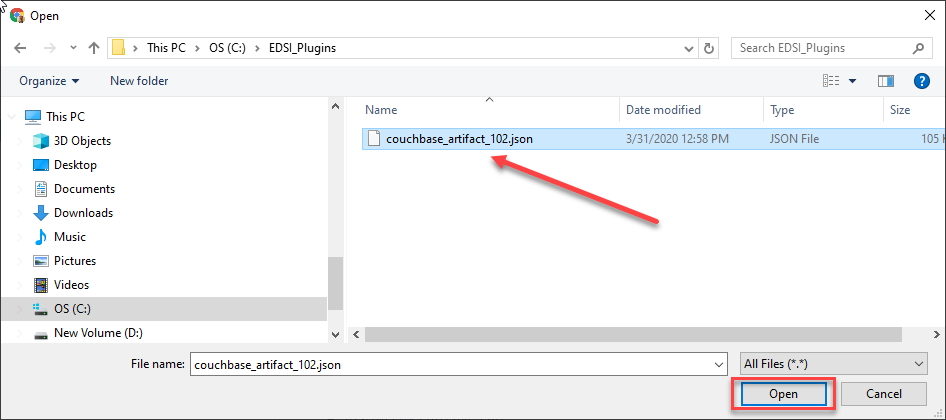 Open
This PC > OS (C:) > EDSI_Plugins
Search EDSI_Plugins
Organize
New folder
Name
Date modified
Type
Size
couchbase_artifact_102.json
3/31/2020 12:58 PM
JSON File
105
This PC
3D Objects
Desktop
Documents
Downloads
Music
Pictures
Videos
OS (C:)
New Volume (D:)
File name:
couchbase_artifact_102.json
All Files (*.*)
Open
Cancel